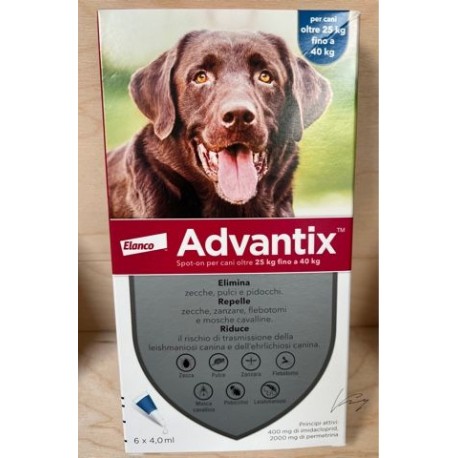 per cani
oltre 25 kg
fino a
40 kg
Elanco
Advantix™
Spot-on per cani oltre 25 kg fino a 40 kg
Elimina
zecche, pulci e pidocchi.
Repelle
zecche, zanzare, flebotomi
e mosche cavalline.
Riduce
il rischio di trasmissione della
leishmaniosi canina e dell'ehrlichiosi canina.
Zecca
Pulce
Zanzara
Flebotomo
Mosca
cavallina
Pidocchio
Leishmaniosi
6 x 4,0 ml
Principi attivi:
400 mg di imidacloprid,
2000 mg di permetrina